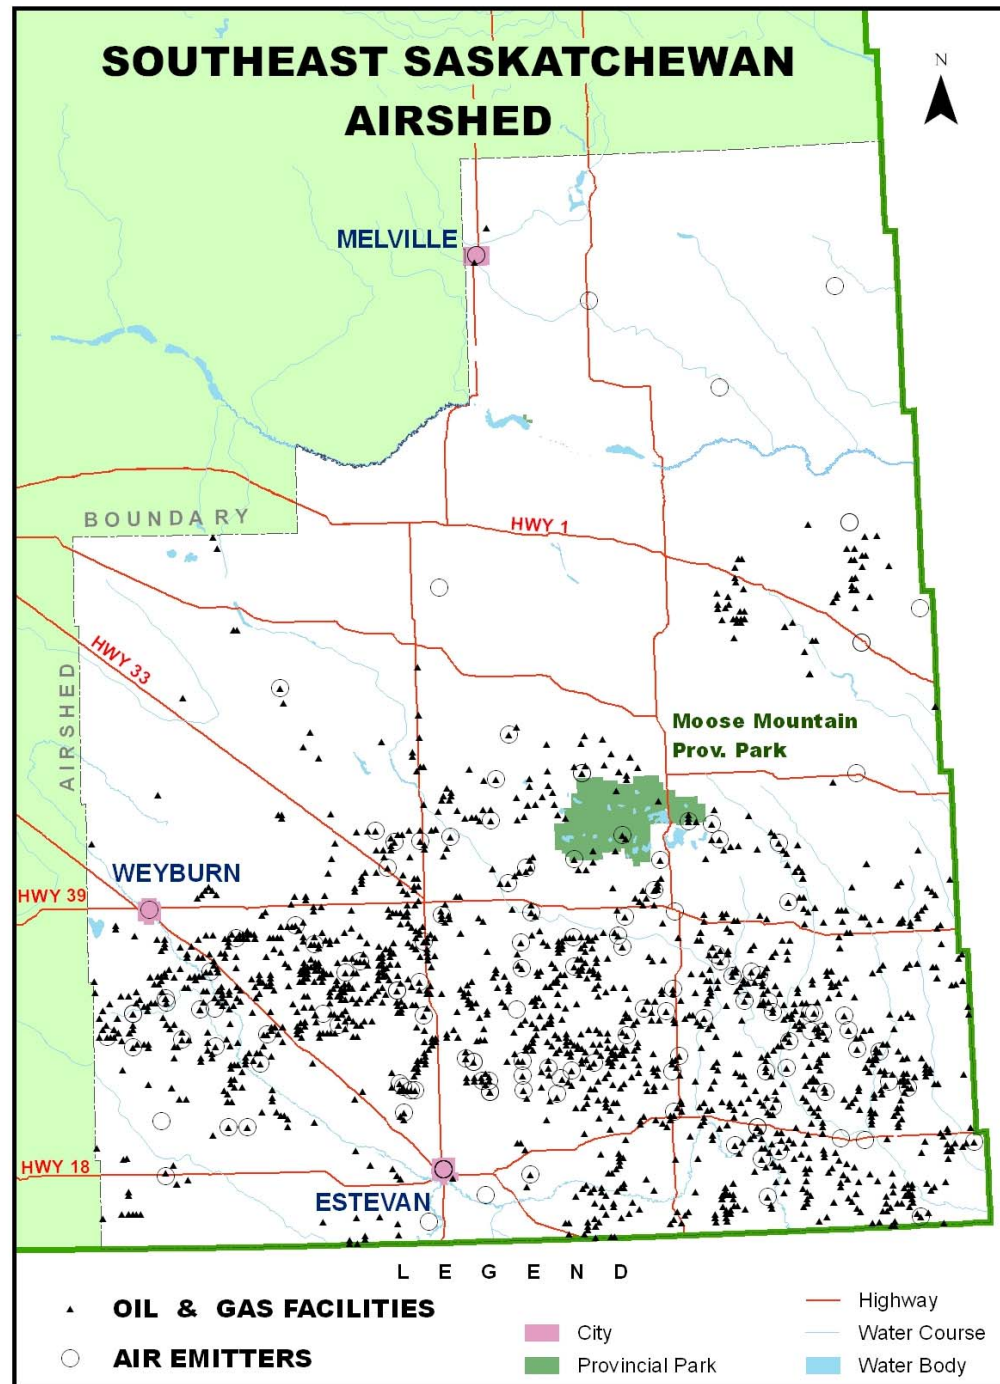 SOUTHEAST SASKATCHEWAN
AIRSHED
N
MELVILLE
BOUNDARY
HWY 1
HWY 33
AIRSHED
Moose Mountain
Prov. Park
WEYBURN
HWY 39
HWY 18
ESTEVAN
LEGEND
OIL & GAS FACILITIES
AIR EMITTERS
City
Provincial Park
Highway
Water Course
Water Body